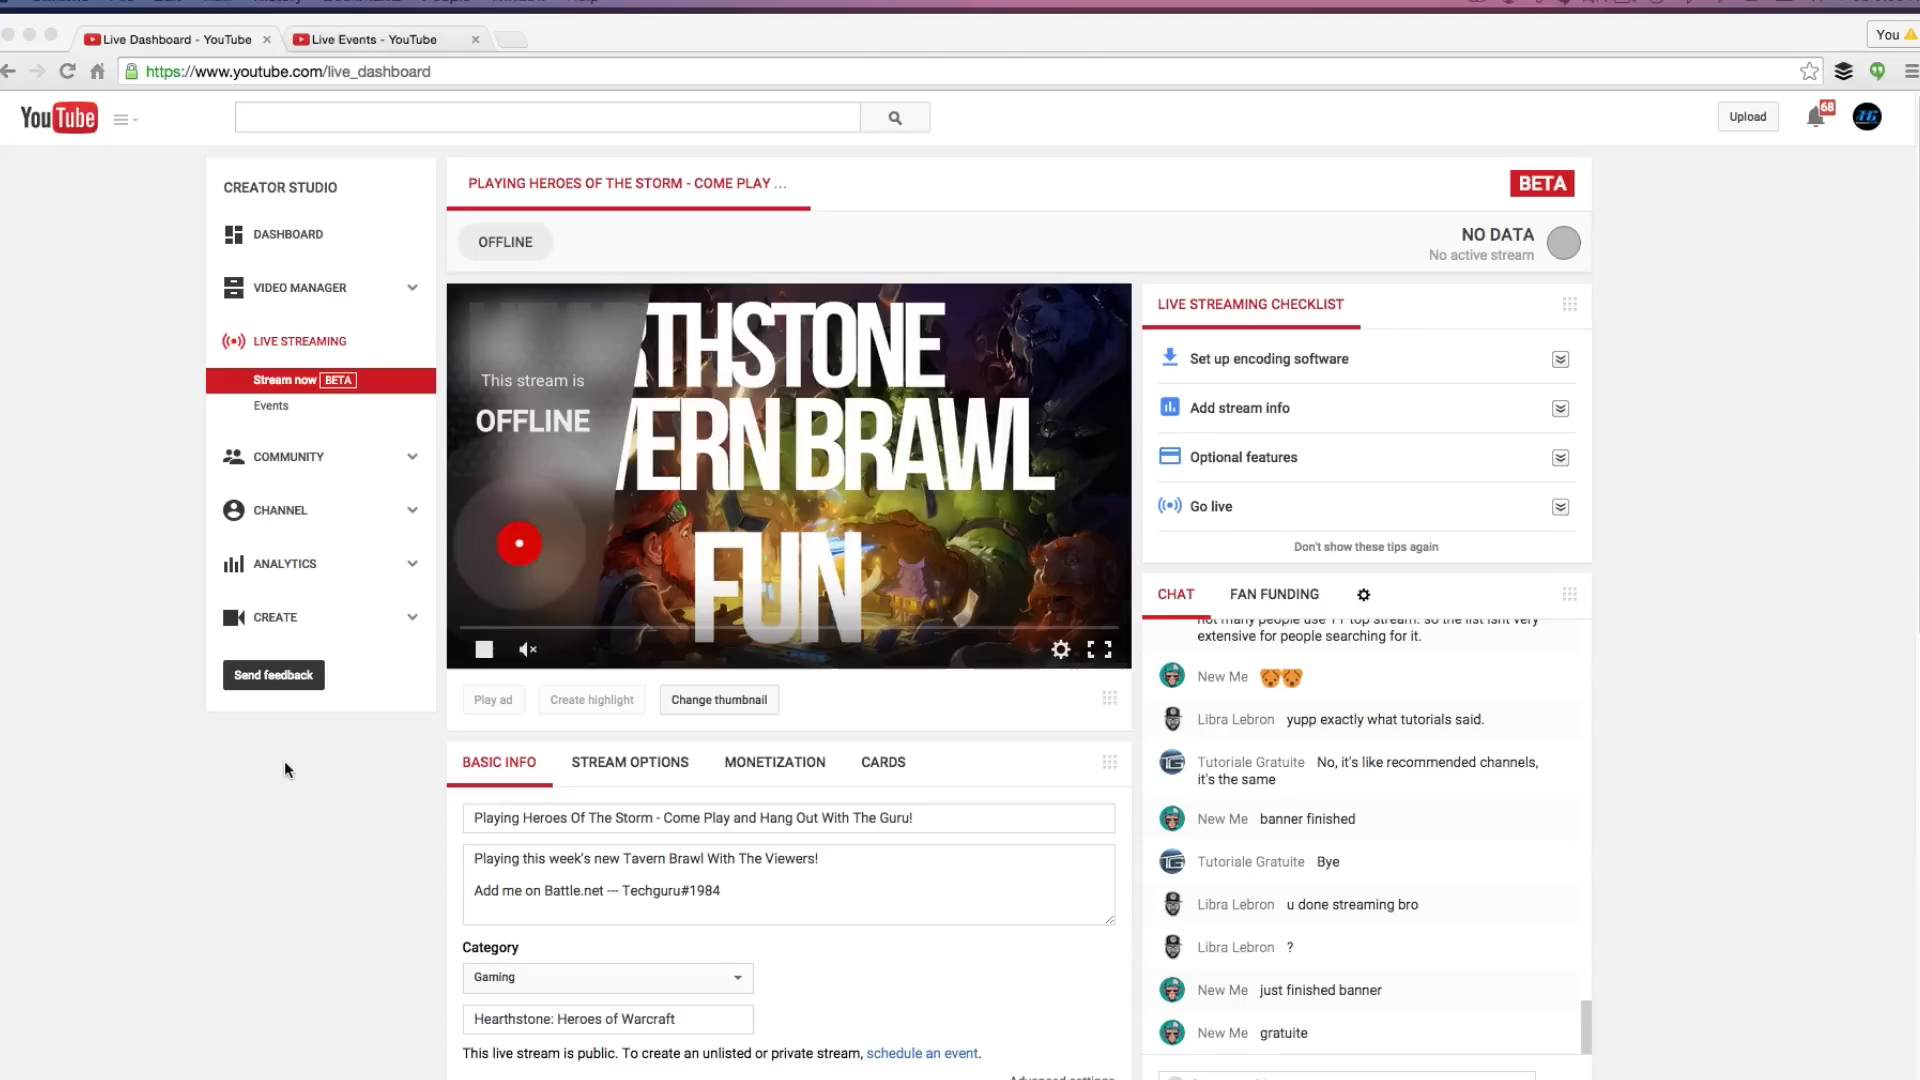 Live Dashboard - YouTube
Live Events - YouTube
You
https://www.youtube.com/live_dashboard
YouTube
Upload
68
CREATOR STUDIO
DASHBOARD
VIDEO MANAGER
LIVE STREAMING
Stream now BETA
Events
COMMUNITY
CHANNEL
ANALYTICS
CREATE
Send feedback
PLAYING HEROES OF THE STORM - COME PLAY ...
BETA
OFFLINE
NO DATA
No active stream
THSTONE
This stream is
OFFLINE
ERN BRAWL
FUN
Play ad
Create highlight
Change thumbnail
BASIC INFO
STREAM OPTIONS
MONETIZATION
CARDS
Playing Heroes Of The Storm - Come Play and Hang Out With The Guru!
Playing this week's new Tavern Brawl With The Viewers!
Add me on Battle.net --- Techguru#1984
Category
Gaming
Hearthstone: Heroes of Warcraft
This live stream is public. To create an unlisted or private stream, schedule an event.
LIVE STREAMING CHECKLIST
Set up encoding software
Add stream info
Optional features
Go live
Don't show these tips again
CHAT
FAN FUNDING
extensive for people searching for it.
New Me
Libra Lebron yupp exactly what tutorials said.
Tutoriale Gratuite No, it's like recommended channels,
it's the same
New Me banner finished
Tutoriale Gratuite Bye
Libra Lebron u done streaming bro
Libra Lebron ?
New Me just finished banner
New Me gratuite